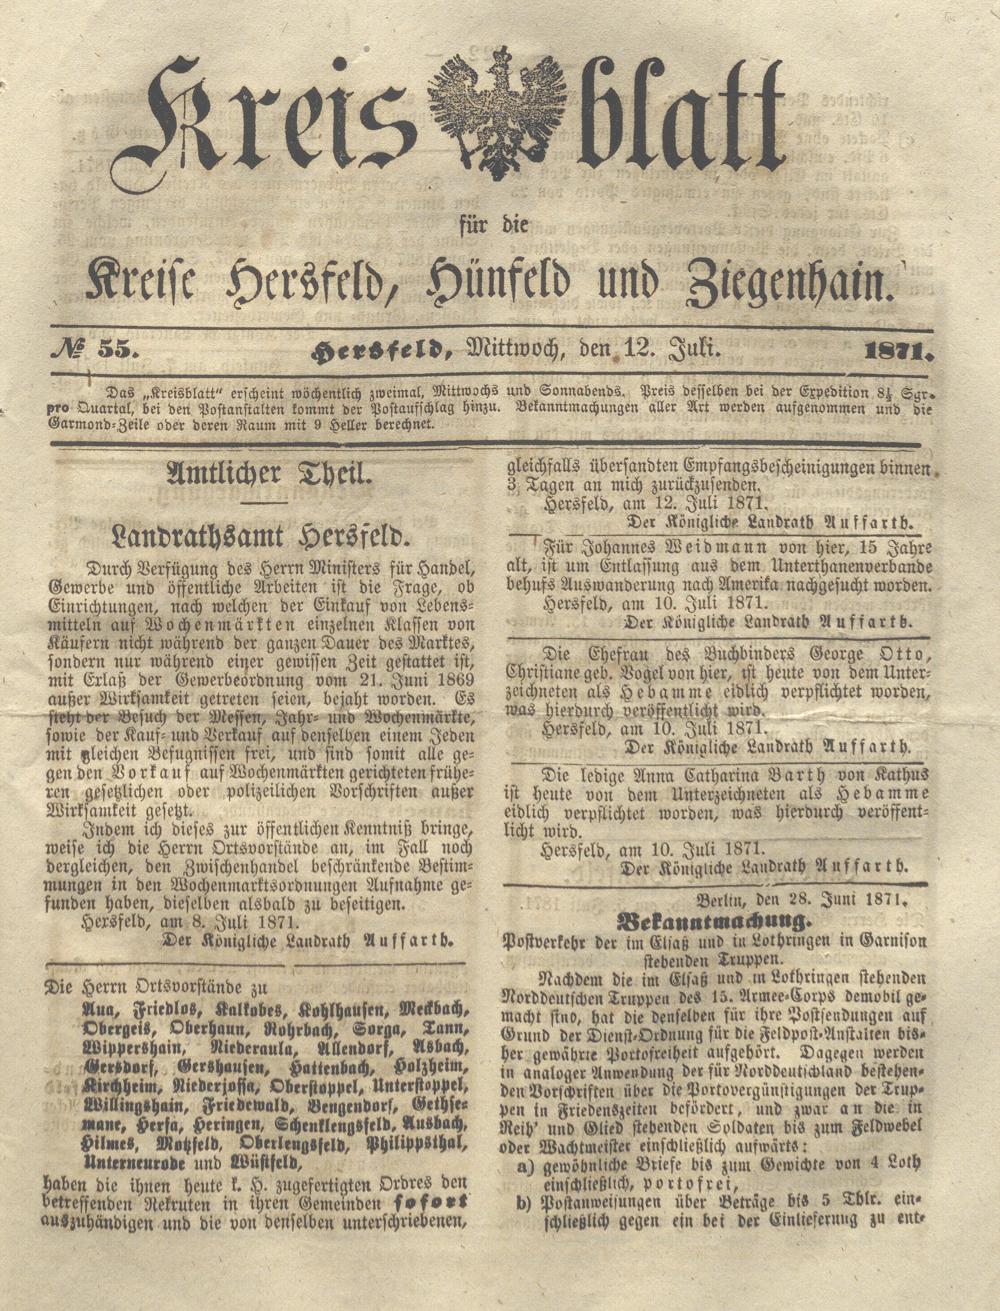 Kreisblatt
für die
Kreise Hersfeld, Hünfeld und Ziegenhain.
№ 55. Hersfeld, Mittwoch, den 12. Juli. 1871.
Das „Kreisblatt“ erscheint wöchentlich zweimal, Mittwochs und Sonnabends. Preis desselben bei der Expedition 8½ Sgr.
pro Quartal, bei den Postanstalten kommt der Postaufschlag hinzu. Bekanntmachungen aller Art werden aufgenommen und die
Garmond-Zeile oder deren Raum mit 9 Heller berechnet.
Amtlicher Theil.
Landrathsamt Hersfeld.
Durch Verfügung des Herrn Ministers für Handel,
Gewerbe und öffentliche Arbeiten ist die Frage, ob
Einrichtungen, nach welchen der Einkauf von Lebens-
mitteln auf Wochenmärkten einzelnen Klassen von
Käufern nicht während der ganzen Dauer des Marktes,
sondern nur während einer gewissen Zeit gestattet ist,
mit Erlaß der Gewerbeordnung vom 21. Juni 1869
außer Wirksamkeit getreten seien, bejaht worden. Es
steht der Besuch der Messen, Jahr- und Wochenmärkte,
sowie der Kauf- und Verkauf auf denselben einem Jeden
mit gleichen Befugnissen frei, und sind somit alle ge-
gen den Vorkauf auf Wochenmärkten gerichteten frühe-
ren gesetzlichen oder polizeilichen Vorschriften außer
Wirksamkeit gesetzt.
Indem ich dieses zur öffentlichen Kenntniß bringe,
weise ich die Herrn Ortsvorstände an, im Fall noch
dergleichen, den Zwischenhandel beschränkende Bestim-
mungen in den Wochenmarktsordnungen Aufnahme ge-
funden haben, dieselben alsbald zu beseitigen.
Hersfeld, am 8. Juli 1871.
Der Königliche Landrath Auffarth.
Die Herrn Ortsvorstände zu
Aua, Friedlos, Kalkobes, Kohlhausen, Meckbach,
Obergeis, Oberhaun, Rohrbach, Sorga, Tann,
Wippershain, Niederaula, Allendorf, Asbach,
Gersdorf, Gershausen, Hattenbach, Holzheim,
Kirchheim, Niederjossa, Oberstoppel, Unterstoppel,
Willingshain, Friedewald, Bengendorf, Gethse-
mane, Herfa, Heringen, Schenklengsfeld, Ausbach,
Hilmes, Motzfeld, Oberlengsfeld, Philippsthal,
Unterneurode und Wüstfeld,
haben die ihnen heute k. H. zugefertigten Ordres den
betreffenden Rekruten in ihren Gemeinden sofort
auszuhändigen und die von denselben unterschriebenen,
gleichfalls übersandten Empfangsbescheinigungen binnen
3 Tagen an mich zurückzusenden.
Hersfeld, am 12. Juli 1871.
Der Königliche Landrath Auffarth.
Für Johannes Weidmann von hier, 15 Jahre
alt, ist um Entlassung aus dem Unterthanenverbande
behufs Auswanderung nach Amerika nachgesucht worden.
Hersfeld, am 10. Juli 1871.
Der Königliche Landrath Auffarth.
Die Ehefrau des Buchbinders George Otto,
Christiane geb. Vogel von hier, ist heute von dem Unter-
zeichneten als Hebamme eidlich verpflichtet worden,
was hierdurch veröffentlicht wird.
Hersfeld, am 10. Juli 1871.
Der Königliche Landrath Auffarth.
Die ledige Anna Catharina Barth von Kathus
ist heute von dem Unterzeichneten als Hebamme
eidlich verpflichtet worden, was hierdurch veröffent-
licht wird.
Hersfeld, am 10. Juli 1871.
Der Königliche Landrath Auffarth.
Berlin, den 28. Juni 1871.
Bekanntmachung.
Postverkehr der im Elsaß und in Lothringen in Garnison
stehenden Truppen.
Nachdem die im Elsaß und in Lothringen stehenden
Norddeutschen Truppen des 15. Armee-Corps demobil ge-
macht sind, hat die denselben für ihre Postsendungen auf
Grund der Dienst-Ordnung für die Feldpost-Anstalten bis-
her gewährte Portofreiheit aufgehört. Dagegen werden
in analoger Anwendung der für Norddeutschland bestehen-
den Vorschriften über die Portovergünstigungen der Trup-
pen in Friedenszeiten befördert, und zwar an die in
Reih' und Glied stehenden Soldaten bis zum Feldwebel
oder Wachtmeister einschließlich aufwärts:
a) gewöhnliche Briefe bis zum Gewichte von 4 Loth
einschließlich, portofrei,
b) Postanweisungen über Beträge bis 5 Thlr. ein-
schließlich gegen ein bei der Einlieferung zu ent-